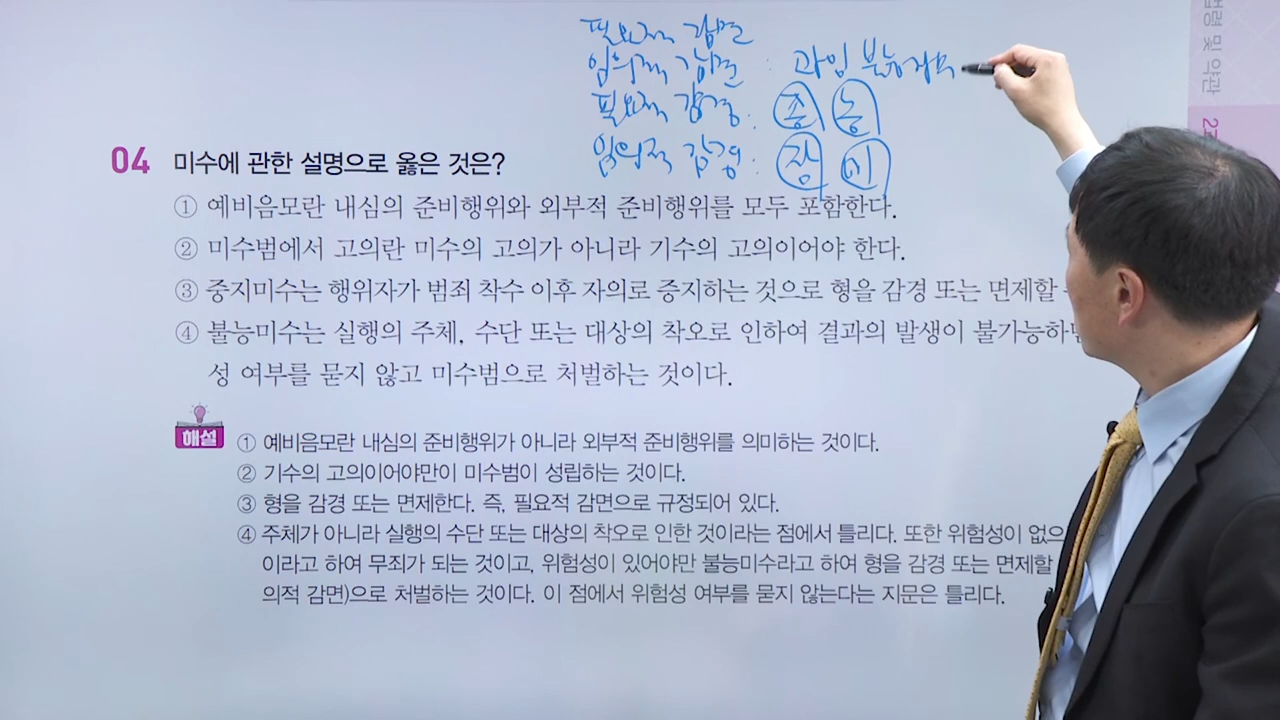 필요적 감면
임의적 감면 : 과잉 불능
필요적 감경 : 종 농
임의적 감경 : 장 미
령 및 약관
04 미수에 관한 설명으로 옳은 것은?
① 예비음모란 내심의 준비행위와 외부적 준비행위를 모두 포함한다.
② 미수범에서 고의란 미수의 고의가 아니라 기수의 고의이어야 한다.
③ 중지미수는 행위자가 범죄 착수 이후 자의로 중지하는 것으로 형을 감경 또는 면제할
④ 불능미수는 실행의 주체, 수단 또는 대상의 착오로 인하여 결과의 발생이 불가능하
성 여부를 묻지 않고 미수범으로 처벌하는 것이다.
해설
① 예비음모란 내심의 준비행위가 아니라 외부적 준비행위를 의미하는 것이다.
② 기수의 고의이어야만이 미수범이 성립하는 것이다.
③ 형을 감경 또는 면제한다. 즉, 필요적 감면으로 규정되어 있다.
④ 주체가 아니라 실행의 수단 또는 대상의 착오로 인한 것이라는 점에서 틀리다. 또한 위험성이 없으
이라고 하여 무죄가 되는 것이고, 위험성이 있어야만 불능미수라고 하여 형을 감경 또는 면제할
의적 감면)으로 처벌하는 것이다. 이 점에서 위험성 여부를 묻지 않는다는 지문은 틀리다.